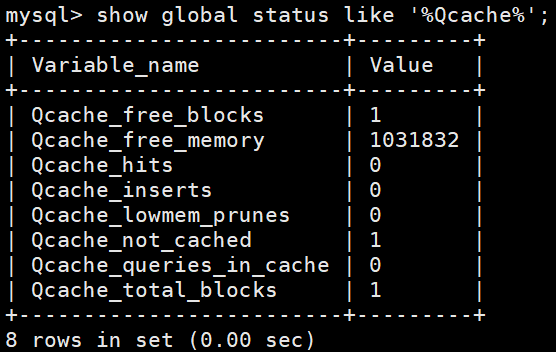 mysql> show global status like '%Qcache%';
+-------------------------+---------+
| Variable_name           | Value   |
+-------------------------+---------+
| Qcache_free_blocks      | 1       |
| Qcache_free_memory      | 1031832 |
| Qcache_hits             | 0       |
| Qcache_inserts          | 0       |
| Qcache_lowmem_prunes    | 0       |
| Qcache_not_cached       | 1       |
| Qcache_queries_in_cache | 0       |
| Qcache_total_blocks     | 1       |
+-------------------------+---------+
8 rows in set (0.00 sec)